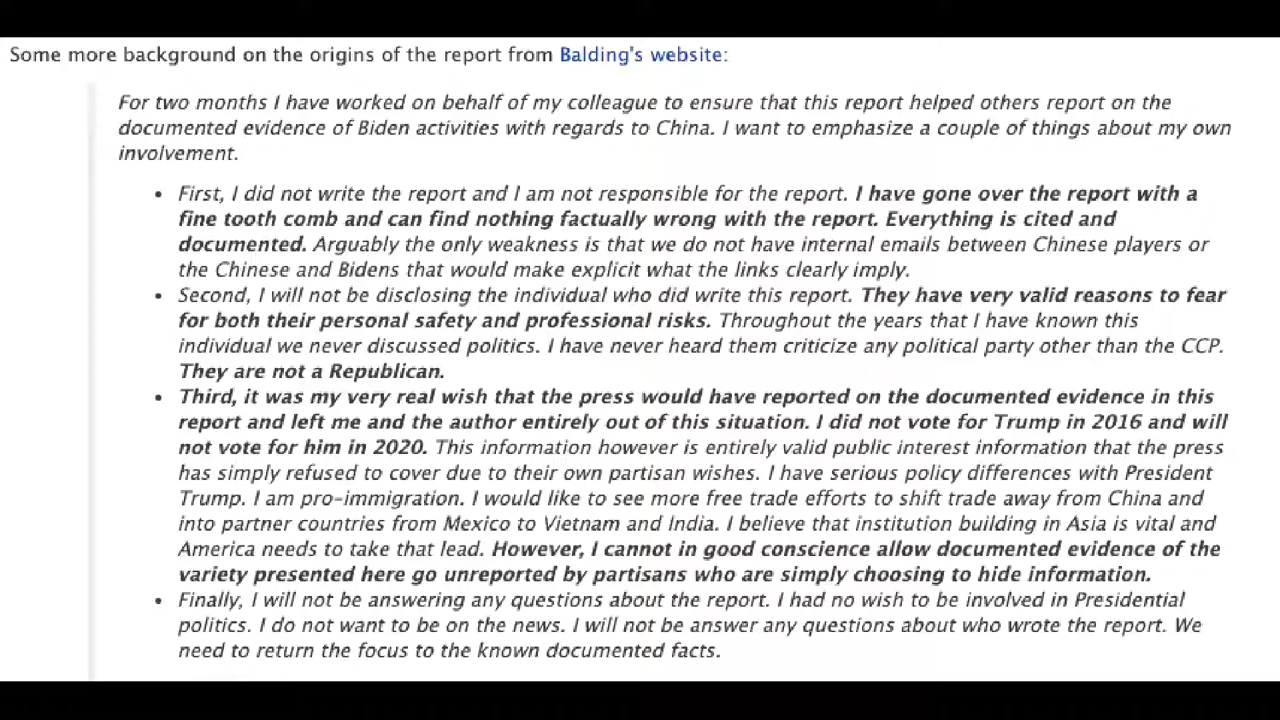 Some more background on the origins of the report from Balding's website:
For two months I have worked on behalf of my colleague to ensure that this report helped others report on the
documented evidence of Biden activities with regards to China. I want to emphasize a couple of things about my own
involvement.
• First, I did not write the report and I am not responsible for the report. I have gone over the report with a
fine tooth comb and can find nothing factually wrong with the report. Everything is cited and
documented. Arguably the only weakness is that we do not have internal emails between Chinese players or
the Chinese and Bidens that would make explicit what the links clearly imply.
• Second, I will not be disclosing the individual who did write this report. They have very valid reasons to fear
for both their personal safety and professional risks. Throughout the years that I have known this
individual we never discussed politics. I have never heard them criticize any political party other than the CCP.
They are not a Republican.
• Third, it was my very real wish that the press would have reported on the documented evidence in this
report and left me and the author entirely out of this situation. I did not vote for Trump in 2016 and will
not vote for him in 2020. This information however is entirely valid public interest information that the press
has simply refused to cover due to their own partisan wishes. I have serious policy differences with President
Trump. I am pro-immigration. I would like to see more free trade efforts to shift trade away from China and
into partner countries from Mexico to Vietnam and India. I believe that institution building in Asia is vital and
America needs to take that lead. However, I cannot in good conscience allow documented evidence of the
variety presented here go unreported by partisans who are simply choosing to hide information.
• Finally, I will not be answering any questions about the report. I had no wish to be involved in Presidential
politics. I do not want to be on the news. I will not be answer any questions about who wrote the report. We
need to return the focus to the known documented facts.